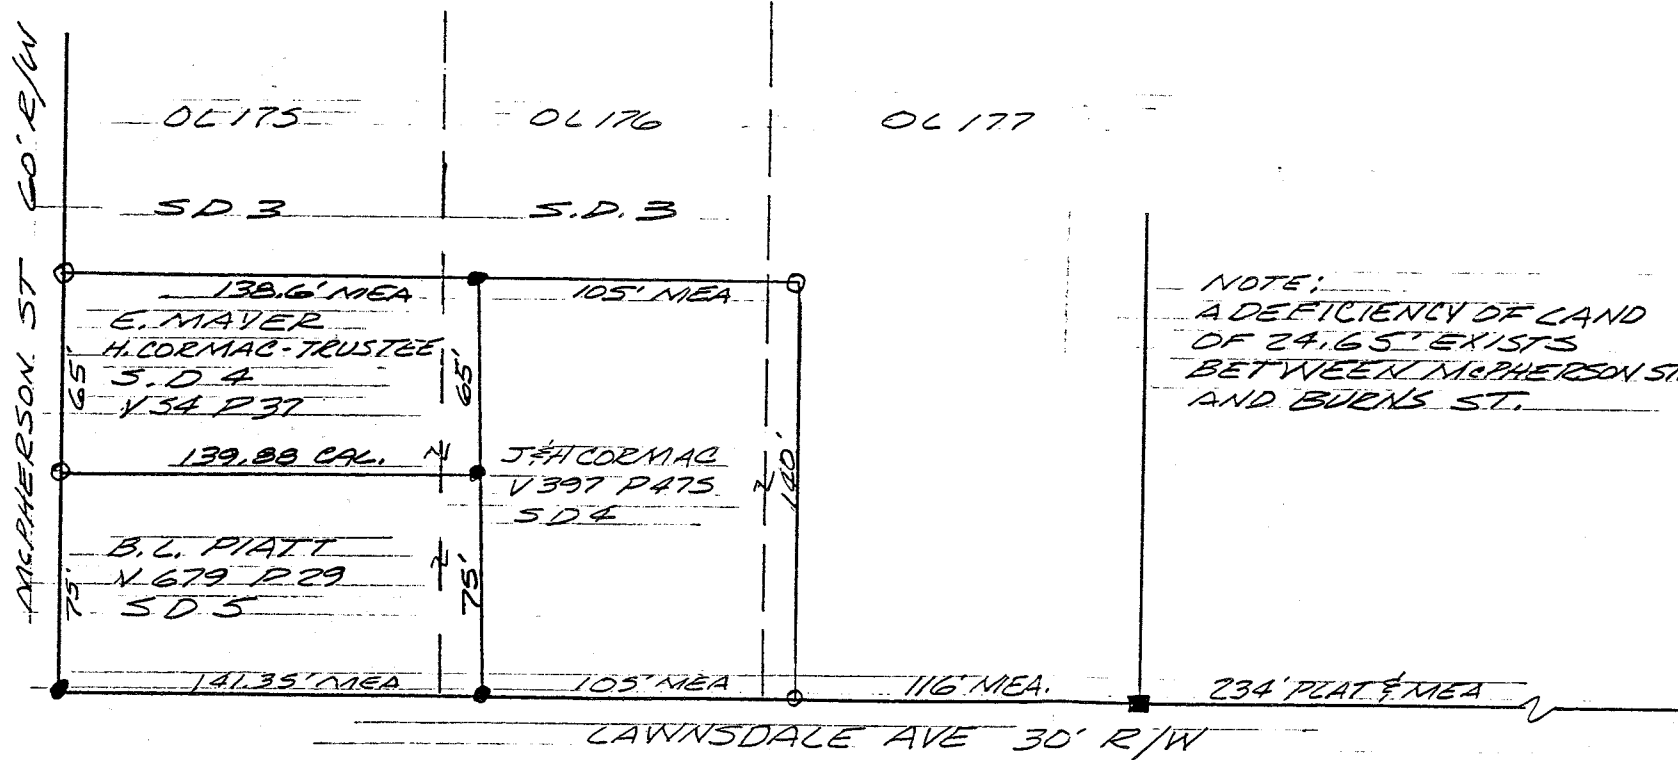 McPHERSON ST 60' R/W
OL 175
OL 176
OL 177
SD 3
S.D. 3
138.6' MEA
105' MEA
E. MAYER
H. CORMAC - TRUSTEE
S.D 4
V 54 P 37
65'
65'
139.88 CAL.
J & H CORMAC
V 397 P 475
SD 4
140'
B.L. PIATT
V 679 P 29
SD 5
75'
75'
NOTE:
A DEFICIENCY OF LAND
OF 24.65' EXISTS
BETWEEN McPHERSON ST.
AND BURNS ST.
141.35' MEA
105' MEA
116' MEA.
234' PLAT & MEA
LAWNSDALE AVE 30' R/W